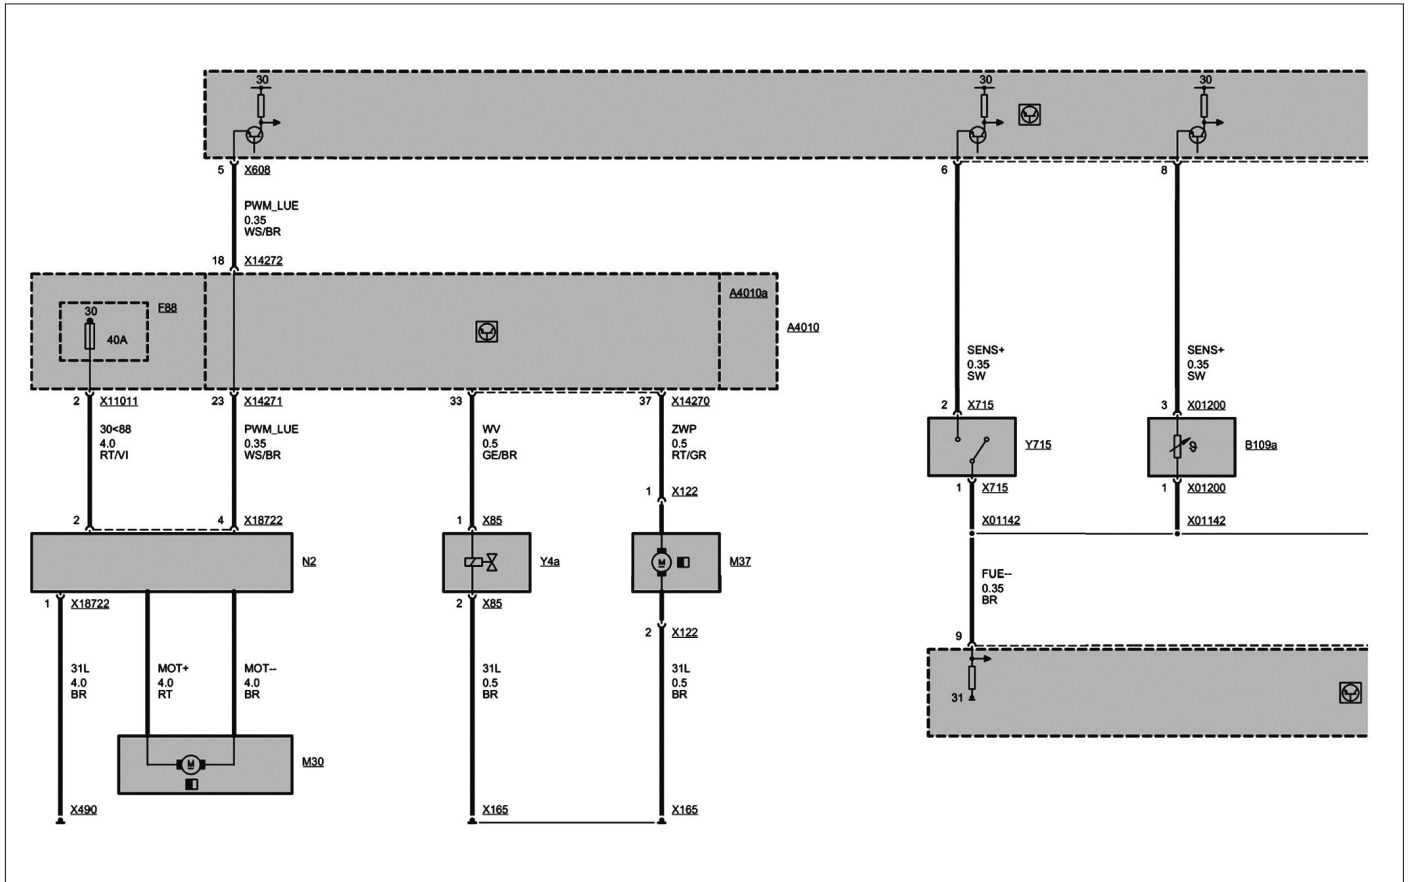 30
30
30
5 X608
6
8
PWM_LUE
0.35
WS/BR
18 X14272
30
40A
F88
A4010a
A4010
SENS+
0.35
SW
SENS+
0.35
SW
2 X11011
23 X14271
33
37 X14270
2 X715
3 X01200
30<88
4.0
RT/VI
PWM_LUE
0.35
WS/BR
WV
0.5
GE/BR
ZWP
0.5
RT/GR
Y715
ϑ
B109a
1 X122
1 X715
1 X01200
2
4 X18722
1 X85
X01142
X01142
N2
Y4a
M
M37
FUE--
0.35
BR
1 X18722
2 X85
2 X122
9
31L
4.0
BR
MOT+
4.0
RT
MOT--
4.0
BR
31L
0.5
BR
31L
0.5
BR
31
M
M30
X490
X165
X165